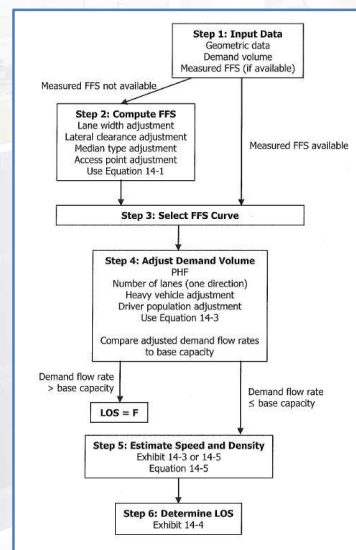 Step 1: Input Data
Geometric data
Demand volume
Measured FFS (if available)
Measured FFS not available
Step 2: Compute FFS
Lane width adjustment
Lateral clearance adjustment
Median type adjustment
Access point adjustment
Use Equation 14-1
Measured FFS available
Step 3: Select FFS Curve
Step 4: Adjust Demand Volume
PHF
Number of lanes (one direction)
Heavy vehicle adjustment
Driver population adjustment
Use Equation 14-3
Compare adjusted demand flow rates
to base capacity
Demand flow rate
> base capacity
Demand flow rate
≤ base capacity
LOS = F
Step 5: Estimate Speed and Density
Exhibit 14-3 or 14-5
Equation 14-5
Step 6: Determine LOS
Exhibit 14-4